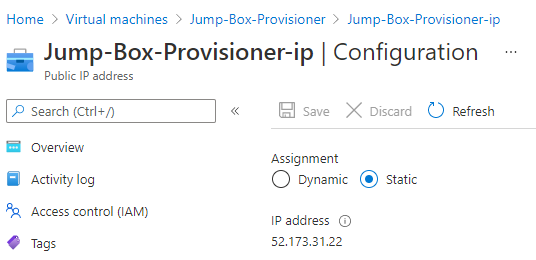 Home > Virtual machines > Jump-Box-Provisioner > Jump-Box-Provisioner-ip
Jump-Box-Provisioner-ip | Configuration ...
Public IP address
Search (Ctrl+/) «
Save Discard Refresh
Overview
Activity log
Access control (IAM)
Tags
Assignment
Dynamic Static
IP address
52.173.31.22